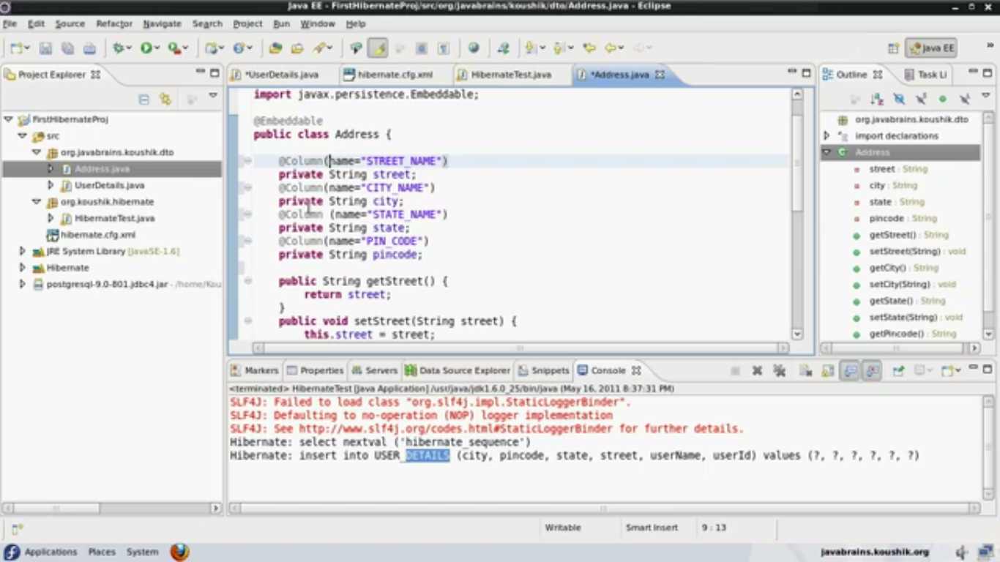 Java EE - FirstHibernateProj/src/org/javabrains/koushik/dto/Address.java - Eclipse
File Edit Source Refactor Navigate Search Project Run Window Help
Java EE
Project Explorer
*UserDetails.java hibernate.cfg.xml HibernateTest.java *Address.java
Outline Task Li
FirstHibernateProj
src
org.javabrains.koushik.dto
Address.java
UserDetails.java
org.koushik.hibernate
HibernateTest.java
hibernate.cfg.xml
JRE System Library [JavaSE-1.6]
Hibernate
postgresql-9.0-801.jdbc4.jar - /home/Kou
import javax.persistence.Embeddable;
@Embeddable
public class Address {
@Column(name="STREET_NAME")
private String street;
@Column(name="CITY_NAME")
private String city;
@Column (name="STATE_NAME")
private String state;
@Column(name="PIN_CODE")
private String pincode;
public String getStreet() {
return street;
}
public void setStreet(String street) {
this.street = street;
org.javabrains.koushik.dto
import declarations
Address
street : String
city : String
state : String
pincode : String
getStreet() : String
setStreet(String) : void
getCity() : String
setCity(String) : void
getState() : String
setState(String) : void
getPincode() : String
Markers Properties Servers Data Source Explorer Snippets Console
<terminated> HibernateTest [Java Application] /usr/java/jdk1.6.0_25/bin/java (May 16, 2011 8:37:31 PM)
SLF4J: Failed to load class "org.slf4j.impl.StaticLoggerBinder".
SLF4J: Defaulting to no-operation (NOP) logger implementation
SLF4J: See http://www.slf4j.org/codes.html#StaticLoggerBinder for further details.
Hibernate: select nextval ('hibernate_sequence')
Hibernate: insert into USER_DETAILS (city, pincode, state, street, userName, userId) values (?, ?, ?, ?, ?, ?)
Writable Smart Insert 9 : 13
Applications Places System
javabrains.koushik.org